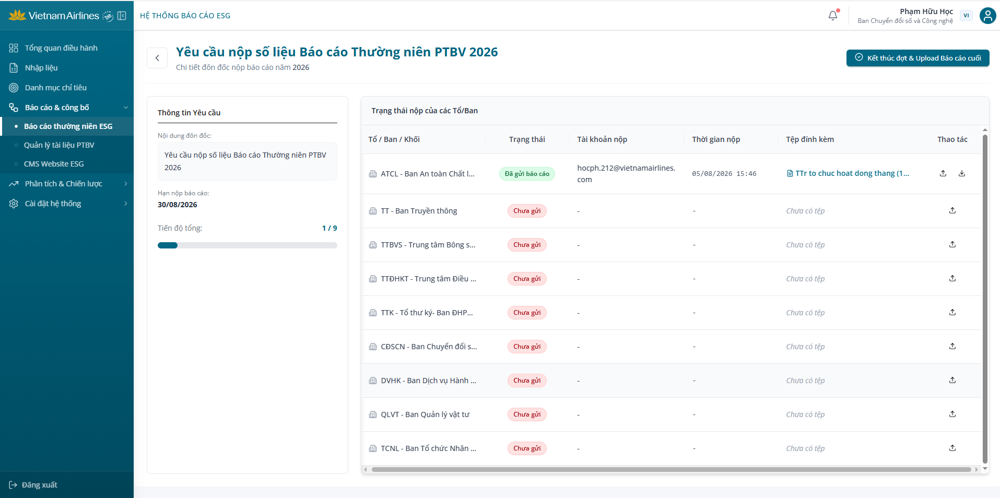 VietnamAirlines
HỆ THỐNG BÁO CÁO ESG
Phạm Hữu Học
Ban Chuyển đổi số và Công nghệ
VI
Tổng quan điều hành
Nhập liệu
Danh mục chỉ tiêu
Báo cáo & công bố
Báo cáo thường niên ESG
Quản lý tài liệu PTBV
CMS Website ESG
Phân tích & Chiến lược
Cài đặt hệ thống
Đăng xuất
Yêu cầu nộp số liệu Báo cáo Thường niên PTBV 2026
Chi tiết đôn đốc nộp báo cáo năm 2026
Kết thúc đợt & Upload Báo cáo cuối
Thông tin Yêu cầu
Nội dung đôn đốc:
Yêu cầu nộp số liệu Báo cáo Thường niên PTBV
2026
Hạn nộp báo cáo:
30/08/2026
Tiến độ tổng: 1 / 9
Trạng thái nộp của các Tổ/Ban
Tổ / Ban / Khối Trạng thái Tài khoản nộp Thời gian nộp Tệp đính kèm Thao tác
ATCL - Ban An toàn Chất l... Đã gửi báo cáo hocph.212@vietnamairlines. 05/08/2026 15:46 TTr to chuc hoat dong thang (1...
com
TT - Ban Truyền thông Chưa gửi - - Chưa có tệp
TTBVS - Trung tâm Bông s... Chưa gửi - - Chưa có tệp
TTĐHKT - Trung tâm Điều ... Chưa gửi - - Chưa có tệp
TTK - Tổ thư ký- Ban ĐHP... Chưa gửi - - Chưa có tệp
CĐSCN - Ban Chuyển đổi s... Chưa gửi - - Chưa có tệp
DVHK - Ban Dịch vụ Hành ... Chưa gửi - - Chưa có tệp
QLVT - Ban Quản lý vật tư Chưa gửi - - Chưa có tệp
TCNL - Ban Tổ chức Nhân ... Chưa gửi - - Chưa có tệp